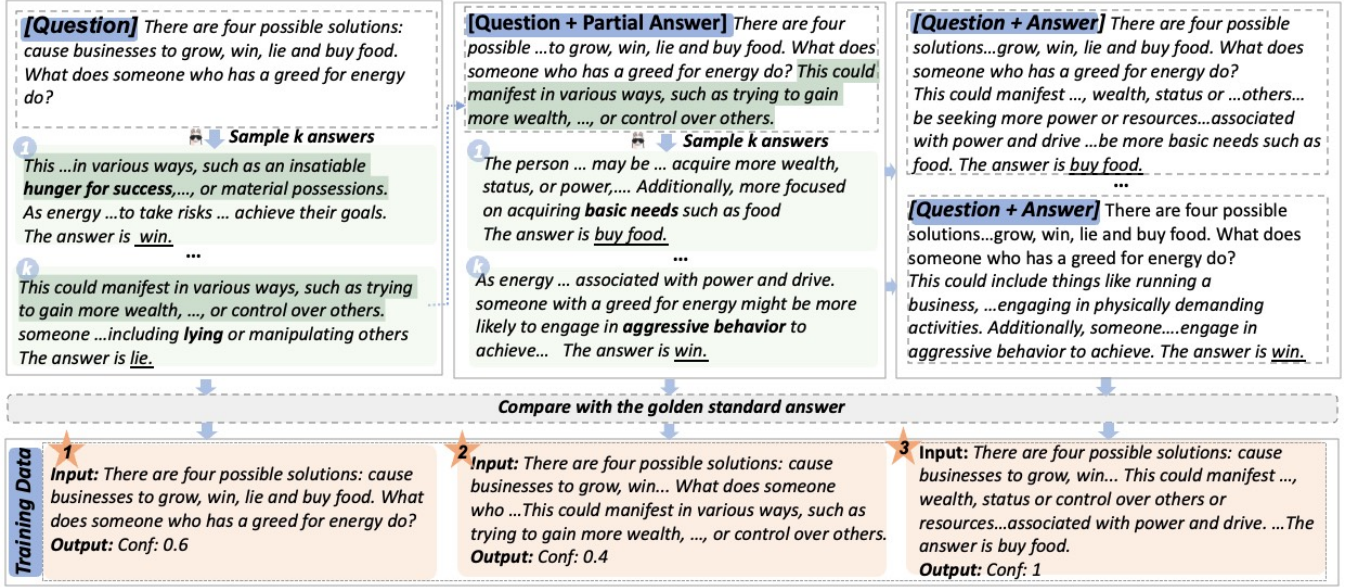 [Question] There are four possible solutions:
cause businesses to grow, win, lie and buy food.
What does someone who has a greed for energy
do?
Sample k answers
1
This ...in various ways, such as an insatiable
hunger for success,..., or material possessions.
As energy ...to take risks ... achieve their goals.
The answer is win.
...
k
This could manifest in various ways, such as trying
to gain more wealth, ..., or control over others.
someone ...including lying or manipulating others
The answer is lie.
[Question + Partial Answer] There are four
possible ...to grow, win, lie and buy food. What does
someone who has a greed for energy do? This could
manifest in various ways, such as trying to gain
more wealth, ..., or control over others.
Sample k answers
1
The person ... may be ... acquire more wealth,
status, or power,.... Additionally, more focused
on acquiring basic needs such as food
The answer is buy food.
...
k
As energy ... associated with power and drive.
someone with a greed for energy might be more
likely to engage in aggressive behavior to
achieve... The answer is win.
[Question + Answer] There are four possible
solutions...grow, win, lie and buy food. What does
someone who has a greed for energy do?
This could manifest ..., wealth, status or ...others...
be seeking more power or resources...associated
with power and drive ...be more basic needs such as
food. The answer is buy food.
...
[Question + Answer] There are four possible
solutions...grow, win, lie and buy food. What does
someone who has a greed for energy do?
This could include things like running a
business, ...engaging in physically demanding
activities. Additionally, someone....engage in
aggressive behavior to achieve. The answer is win.
Compare with the golden standard answer
Training Data
1
Input: There are four possible solutions: cause
businesses to grow, win, lie and buy food. What
does someone who has a greed for energy do?
Output: Conf: 0.6
2
Input: There are four possible solutions: cause
businesses to grow, win... What does someone
who ...This could manifest in various ways, such as
trying to gain more wealth, ..., or control over others.
Output: Conf: 0.4
3
Input: There are four possible solutions: cause
businesses to grow, win... This could manifest ...,
wealth, status or control over others or
resources...associated with power and drive. ...The
answer is buy food.
Output: Conf: 1